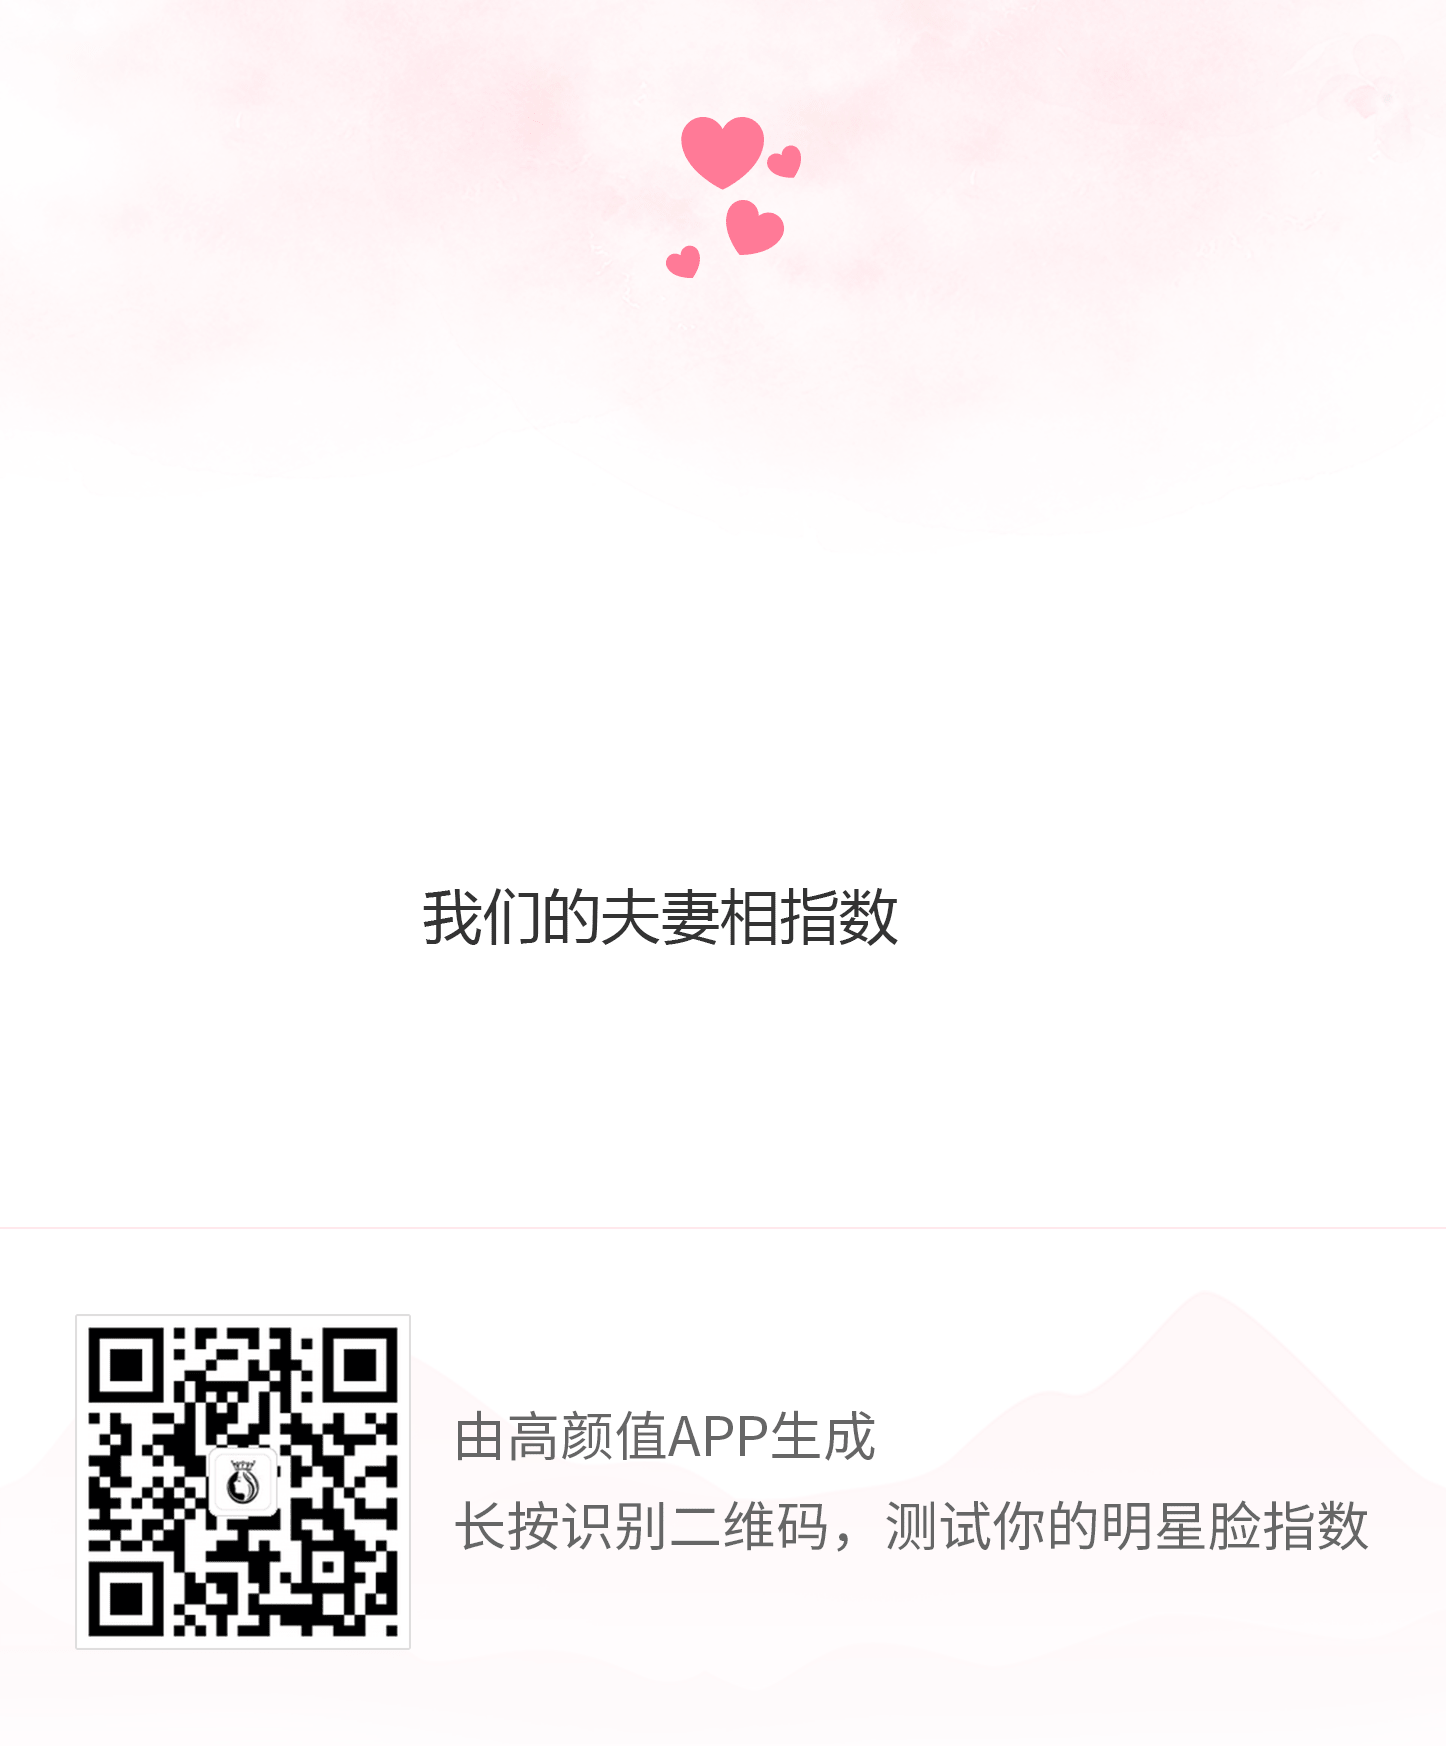 我们的夫妻相指数
由高颜值APP生成
长按识别二维码，测试你的明星脸指数